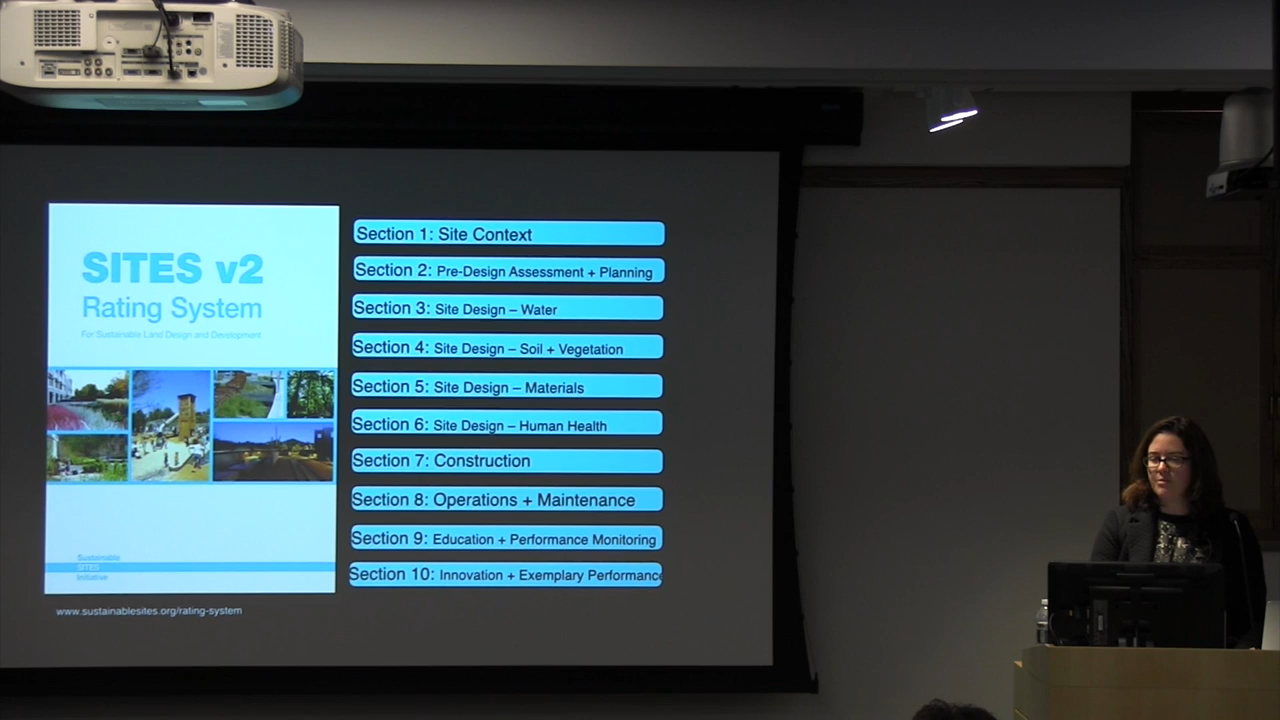 SITES v2
Rating System
For Sustainable Land Design and Development
Sustainable
SITES
Initiative
www.sustainablesites.org/rating-system
Section 1: Site Context
Section 2: Pre-Design Assessment + Planning
Section 3: Site Design – Water
Section 4: Site Design – Soil + Vegetation
Section 5: Site Design – Materials
Section 6: Site Design – Human Health
Section 7: Construction
Section 8: Operations + Maintenance
Section 9: Education + Performance Monitoring
Section 10: Innovation + Exemplary Performance